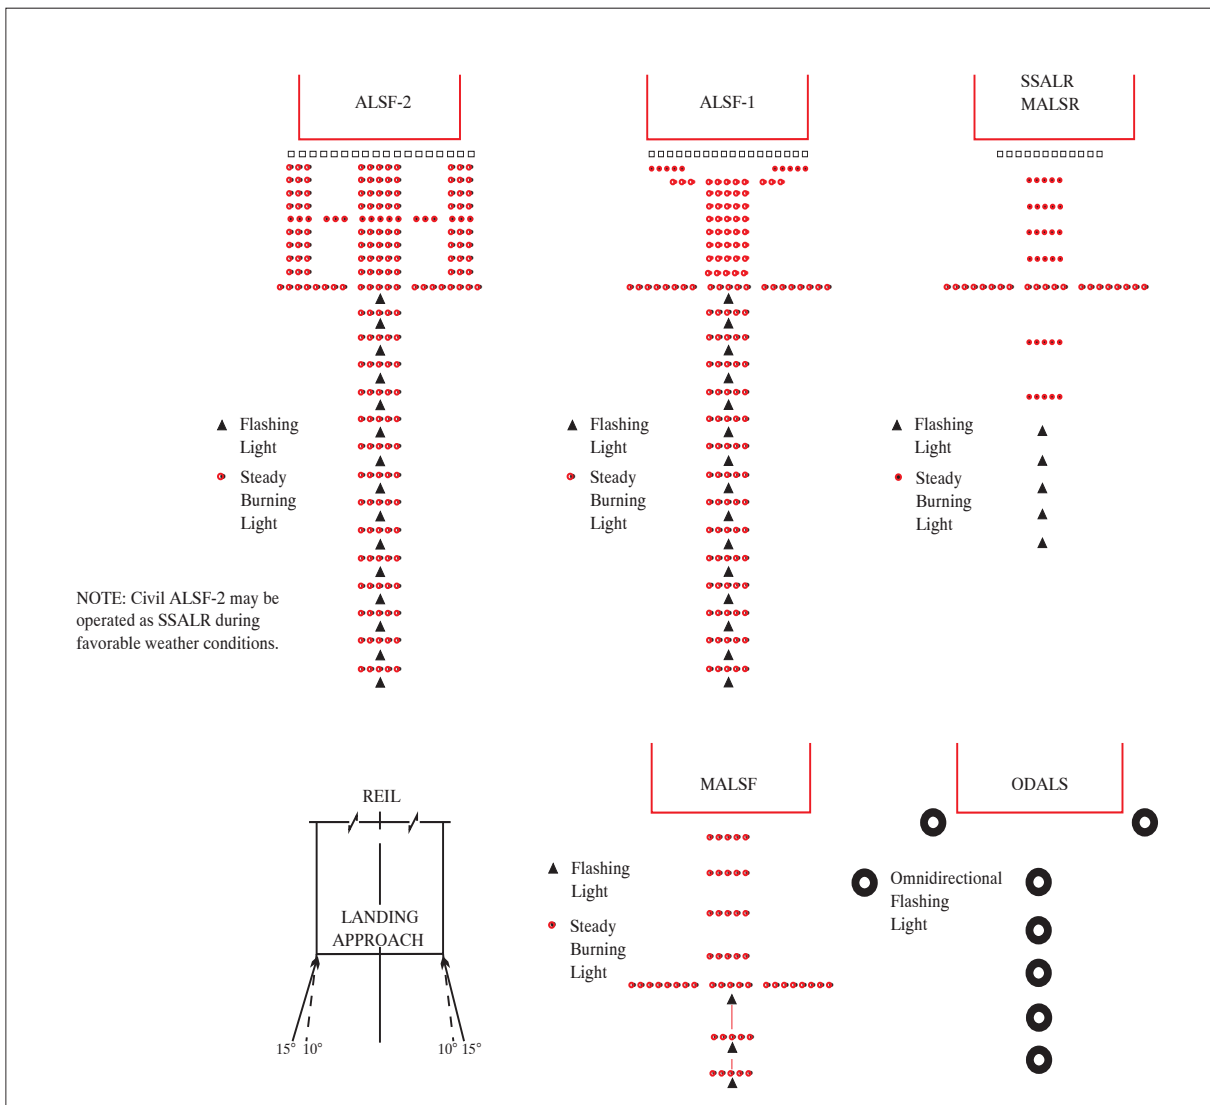 ALSF-2
Flashing
Light
Steady
Burning
Light
NOTE: Civil ALSF-2 may be
operated as SSALR during
favorable weather conditions.
ALSF-1
Flashing
Light
Steady
Burning
Light
SSALR
MALSR
Flashing
Light
Steady
Burning
Light
REIL
LANDING
APPROACH
15° 10°
10° 15°
MALSF
Flashing
Light
Steady
Burning
Light
ODALS
Omnidirectional
Flashing
Light